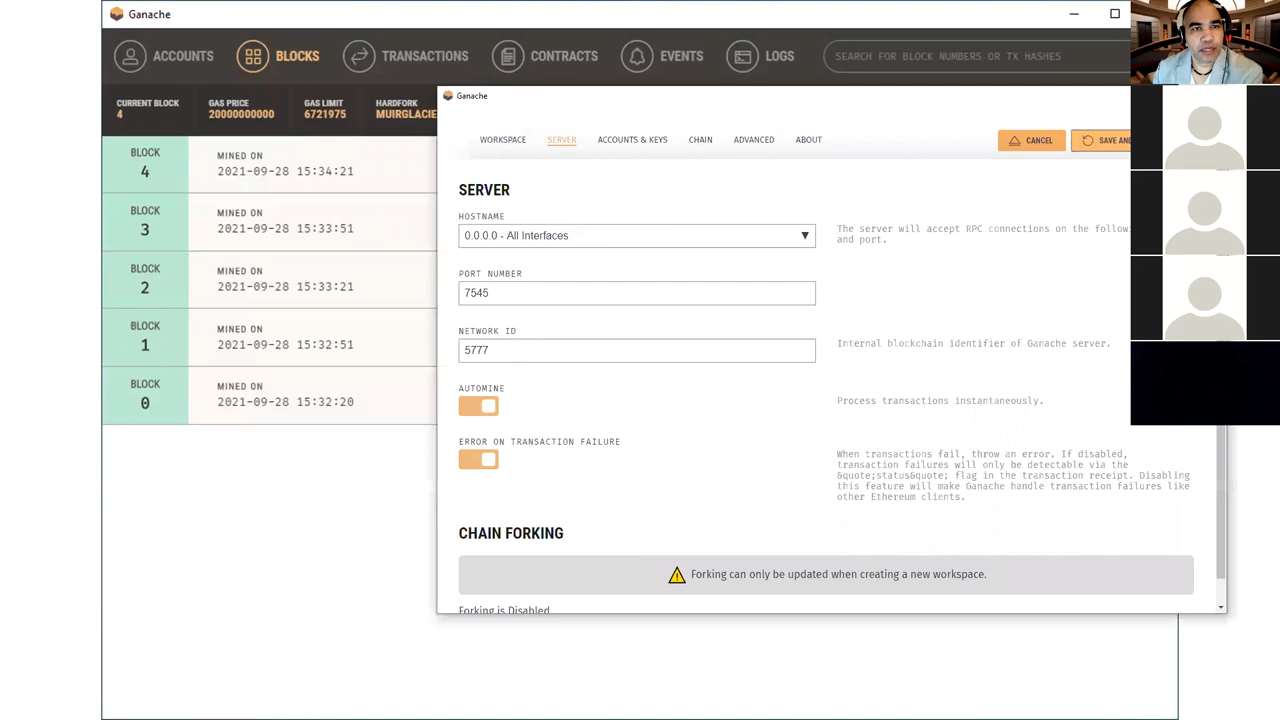 Ganache
ACCOUNTS
BLOCKS
TRANSACTIONS
CONTRACTS
EVENTS
LOGS
SEARCH FOR BLOCK NUMBERS OR TX HASHES
CURRENT BLOCK
4
GAS PRICE
20000000000
GAS LIMIT
6721975
HARDFORK
MUIRGLACIE
BLOCK
4
MINED ON
2021-09-28 15:34:21
BLOCK
3
MINED ON
2021-09-28 15:33:51
BLOCK
2
MINED ON
2021-09-28 15:33:21
BLOCK
1
MINED ON
2021-09-28 15:32:51
BLOCK
0
MINED ON
2021-09-28 15:32:20
Ganache
WORKSPACE
SERVER
ACCOUNTS & KEYS
CHAIN
ADVANCED
ABOUT
CANCEL
SAVE AND
SERVER
HOSTNAME
0.0.0.0 - All Interfaces
The server will accept RPC connections on the followi
and port.
PORT NUMBER
7545
NETWORK ID
5777
Internal blockchain identifier of Ganache server.
AUTOMINE
Process transactions instantaneously.
ERROR ON TRANSACTION FAILURE
When transactions fail, throw an error. If disabled,
transaction failures will only be detectable via the
&quote;status&quote; flag in the transaction receipt. Disabling
this feature will make Ganache handle transaction failures like
other Ethereum clients.
CHAIN FORKING
Forking can only be updated when creating a new workspace.
Forking is Disabled